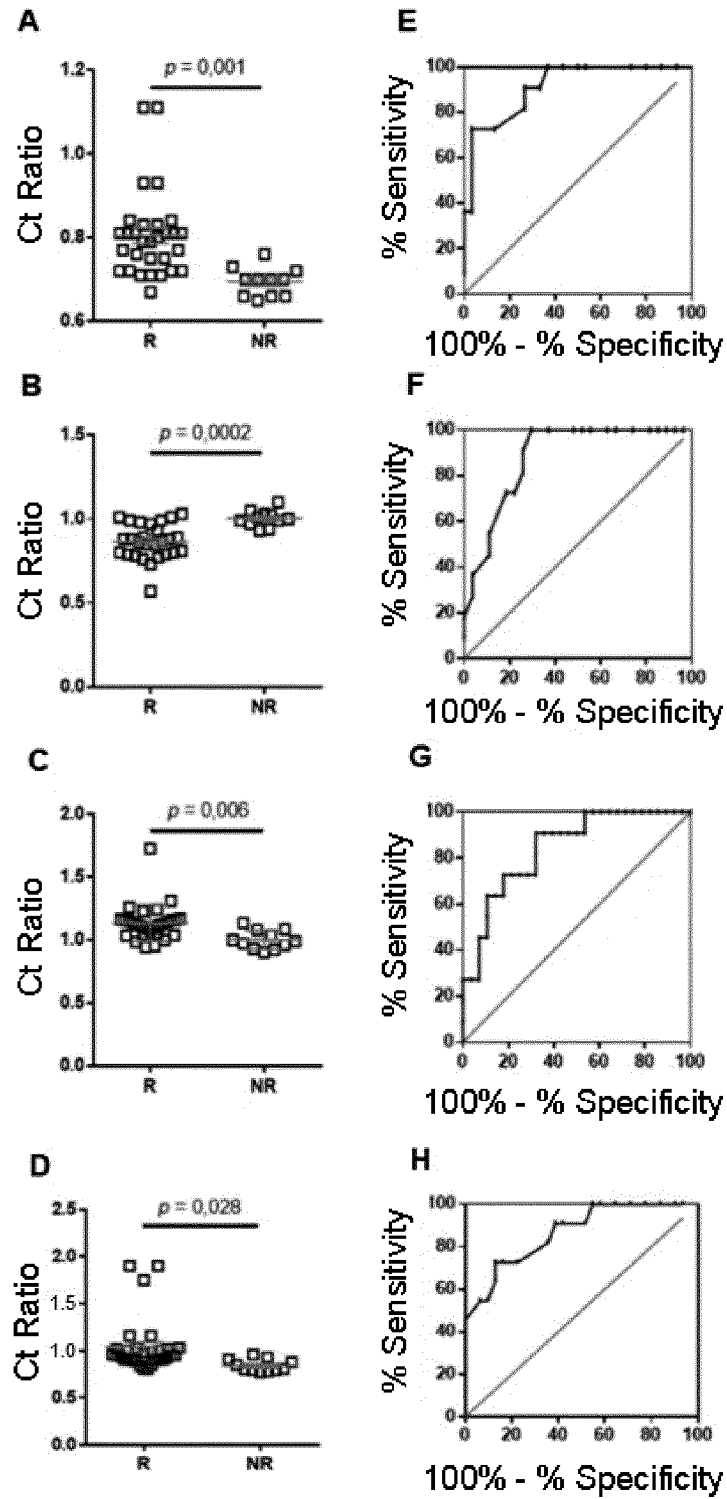 A
p = 0,001
Ct Ratio
1.2
1.0
0.8
0.6
R
NR
E
% Sensitivity
100
80
60
40
20
0
0
20
40
60
80
100
100% - % Specificity
B
p = 0,0002
Ct Ratio
1.5
1.0
0.5
0.0
R
NR
F
% Sensitivity
100
80
60
40
20
0
0
20
40
60
80
100
100% - % Specificity
C
p = 0,006
Ct Ratio
2.0
1.5
1.0
0.5
0.0
R
NR
G
% Sensitivity
100
80
60
40
20
0
0
20
40
60
80
100
100% - % Specificity
D
p = 0,028
Ct Ratio
2.5
2.0
1.5
1.0
0.5
0.0
R
NR
H
% Sensitivity
100
80
60
40
20
0
0
20
40
60
80
100
100% - % Specificity